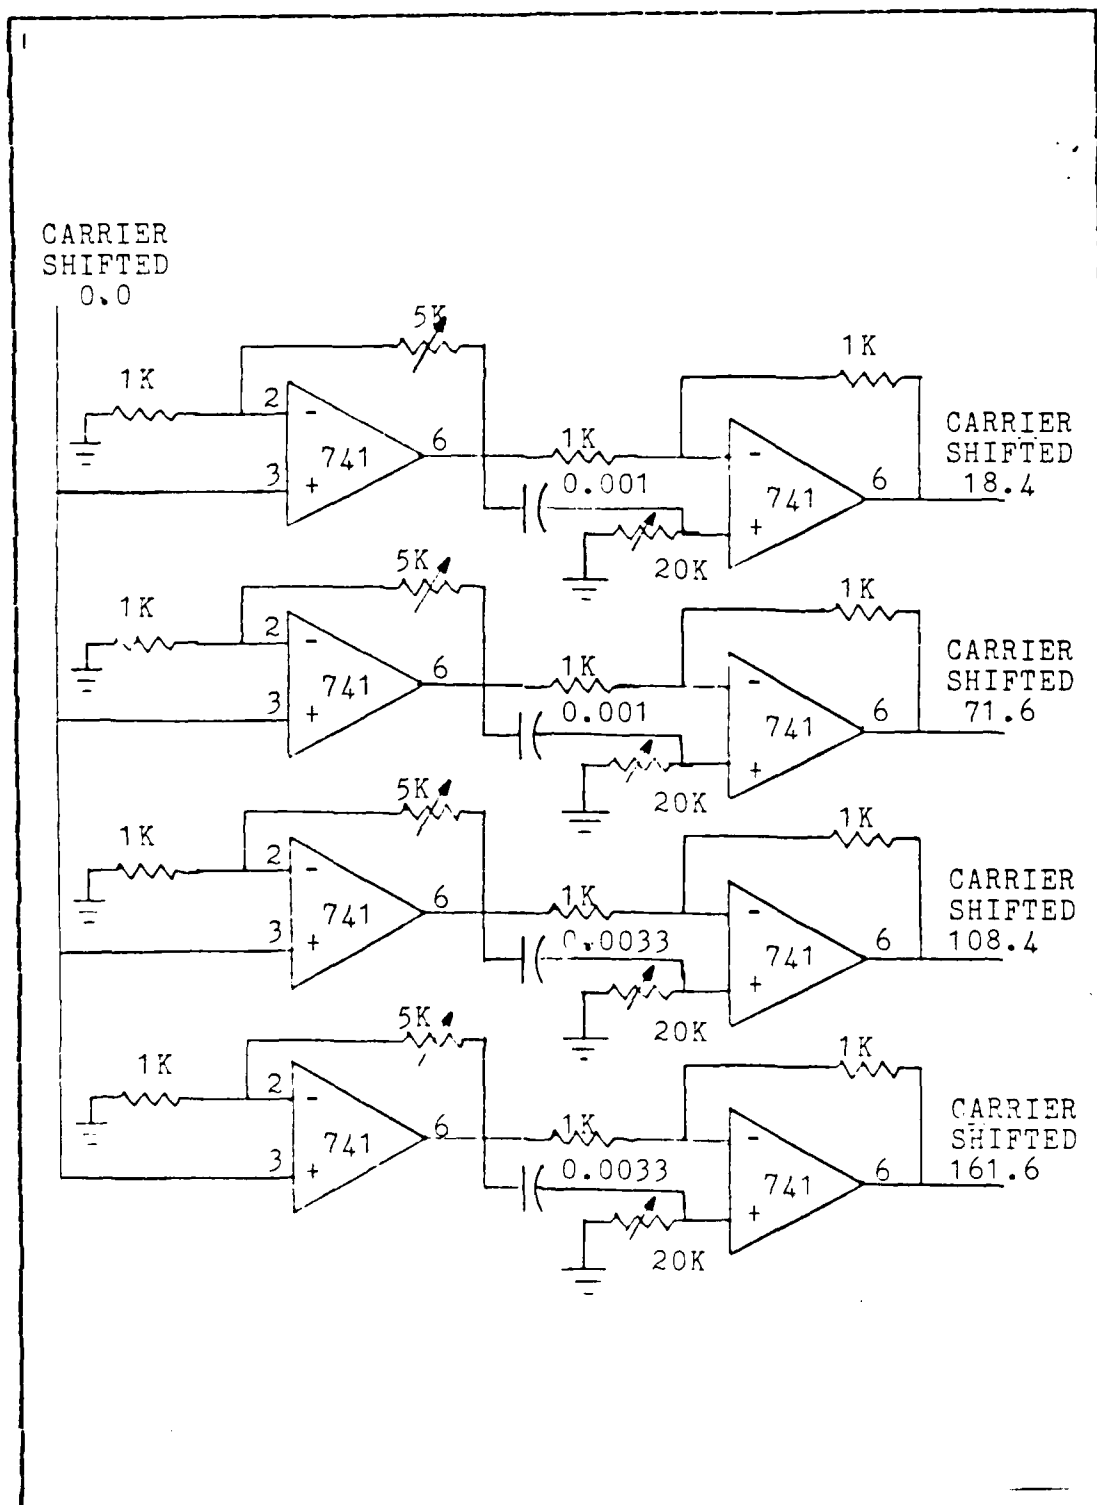 CARRIER
SHIFTED
0.0
5K
1K
1K
2
-
741
6
1K
-
CARRIER
SHIFTED
18.4
3
+
0.001
741
6
+
20K
5K
1K
1K
2
-
741
6
1K
-
CARRIER
SHIFTED
71.6
3
+
0.001
741
6
+
20K
5K
1K
1K
2
-
741
6
1K
-
CARRIER
SHIFTED
108.4
3
+
0.0033
741
6
+
20K
5K
1K
1K
2
-
741
6
1K
-
CARRIER
SHIFTED
161.6
3
+
0.0033
741
6
+
20K